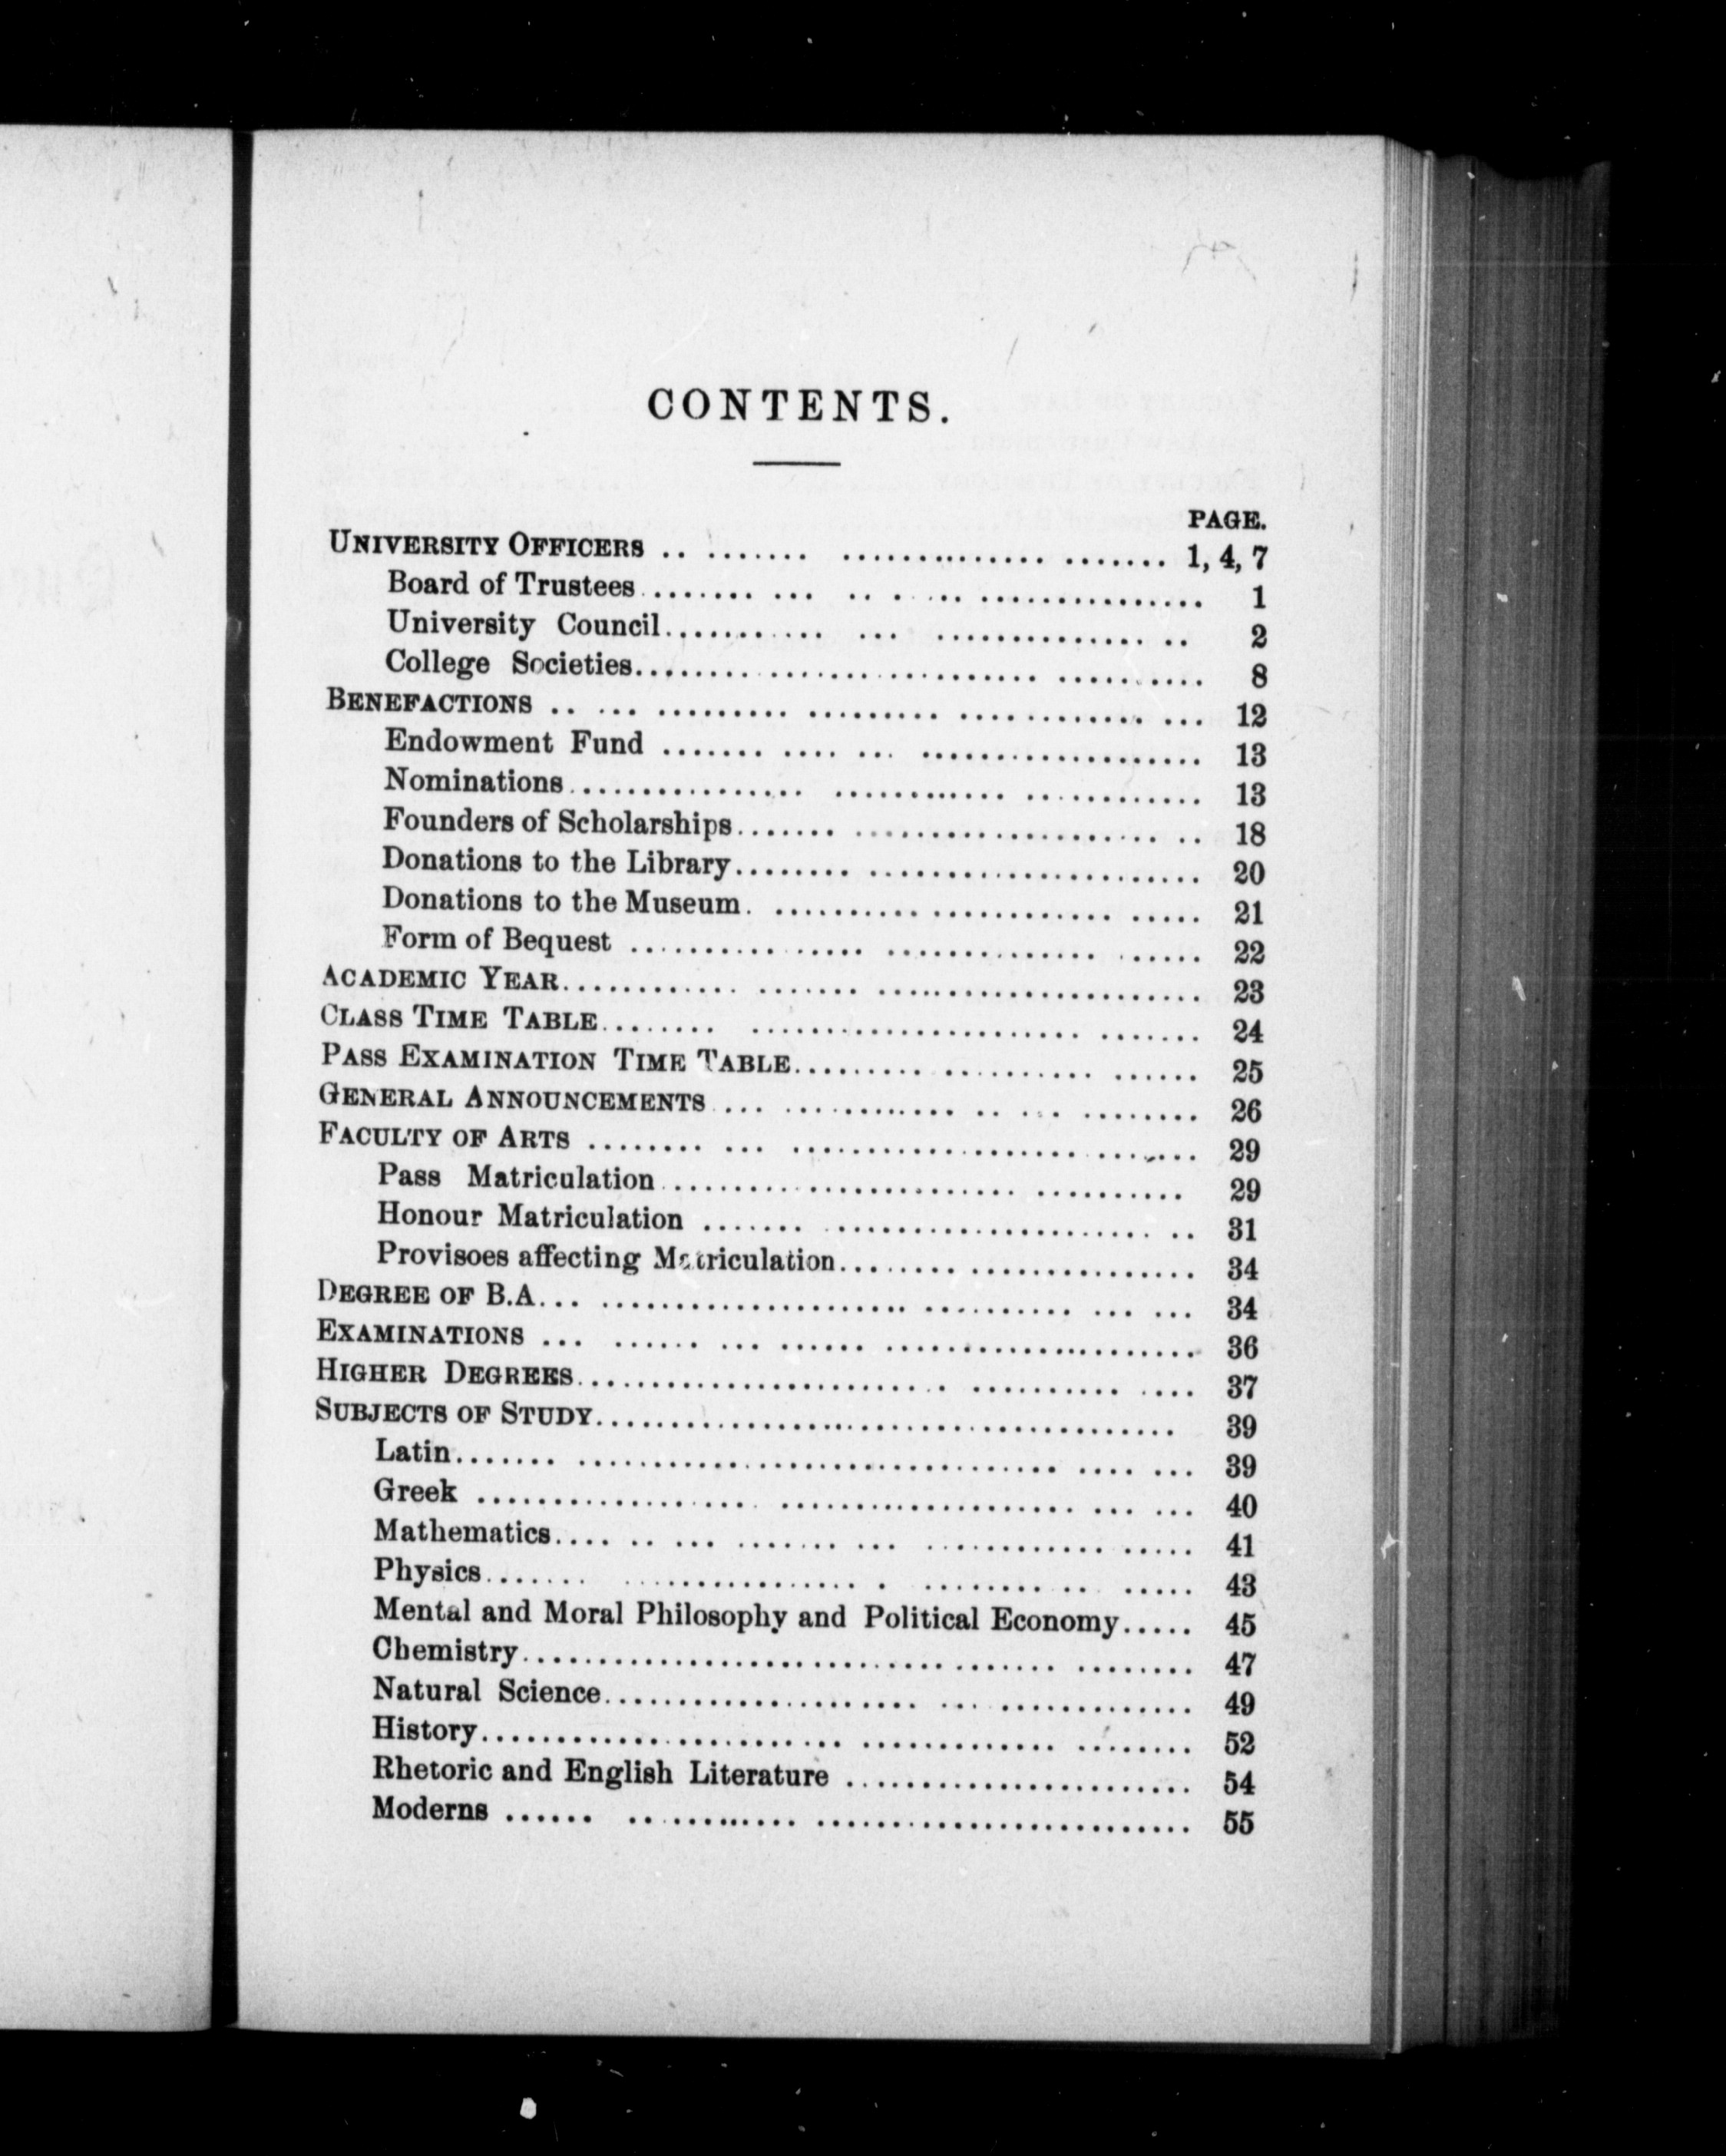 CONTENTS.
PAGE.
UNIVERSITY OFFICERS .. ....... .............. ....... 1, 4, 7
Board of Trustees ....... ... .. . ... ............... 1
University Council........... ... .............. .. 2
College Societies........................... .......... 8
BENEFACTIONS .. ... ......... ......... ............. ... 12
Endowment Fund ....... .... ... ................... 13
Nominations................ .............. ............ 13
Founders of Scholarships....... ...................... .. 18
Donations to the Library........ ...................... 20
Donations to the Museum. .......... ............... ..... 21
Form of Bequest ................ .............. ...... 22
ACADEMIC YEAR............ ....... ........................ 23
CLASS TIME TABLE........ ........................ ....... 24
PASS EXAMINATION TIME TABLE......... .......... ...... 25
GENERAL ANNOUNCEMENTS ... ............ .. ... ........ 26
FACULTY OF ARTS ........ ... ....................... ....... 29
Pass Matriculation....................... .......... 29
Honour Matriculation ....... ...................... .. 31
Provisoes affecting Matriculation........ ............... 34
DEGREE OF B.A... ...................... .......... ... ... 34
EXAMINATIONS ... ...... ... ...... ....................... 36
HIGHER DEGREES......................... .......... .... 37
SUBJECTS OF STUDY....................................... 39
Latin....... .................................. .... ... 39
Greek ................... ...................... ... ... 40
Mathematics.... .. ... ....... ... ............ ..... 41
Physics....... ................ . .......... .. ..... 43
Mental and Moral Philosophy and Political Economy..... 45
Chemistry............................... ....... ........ 47
Natural Science...................... ... ............. 49
History........................ ............. ........ 52
Rhetoric and English Literature ....................... 54
Moderns ...... .. ......... .......................... 55